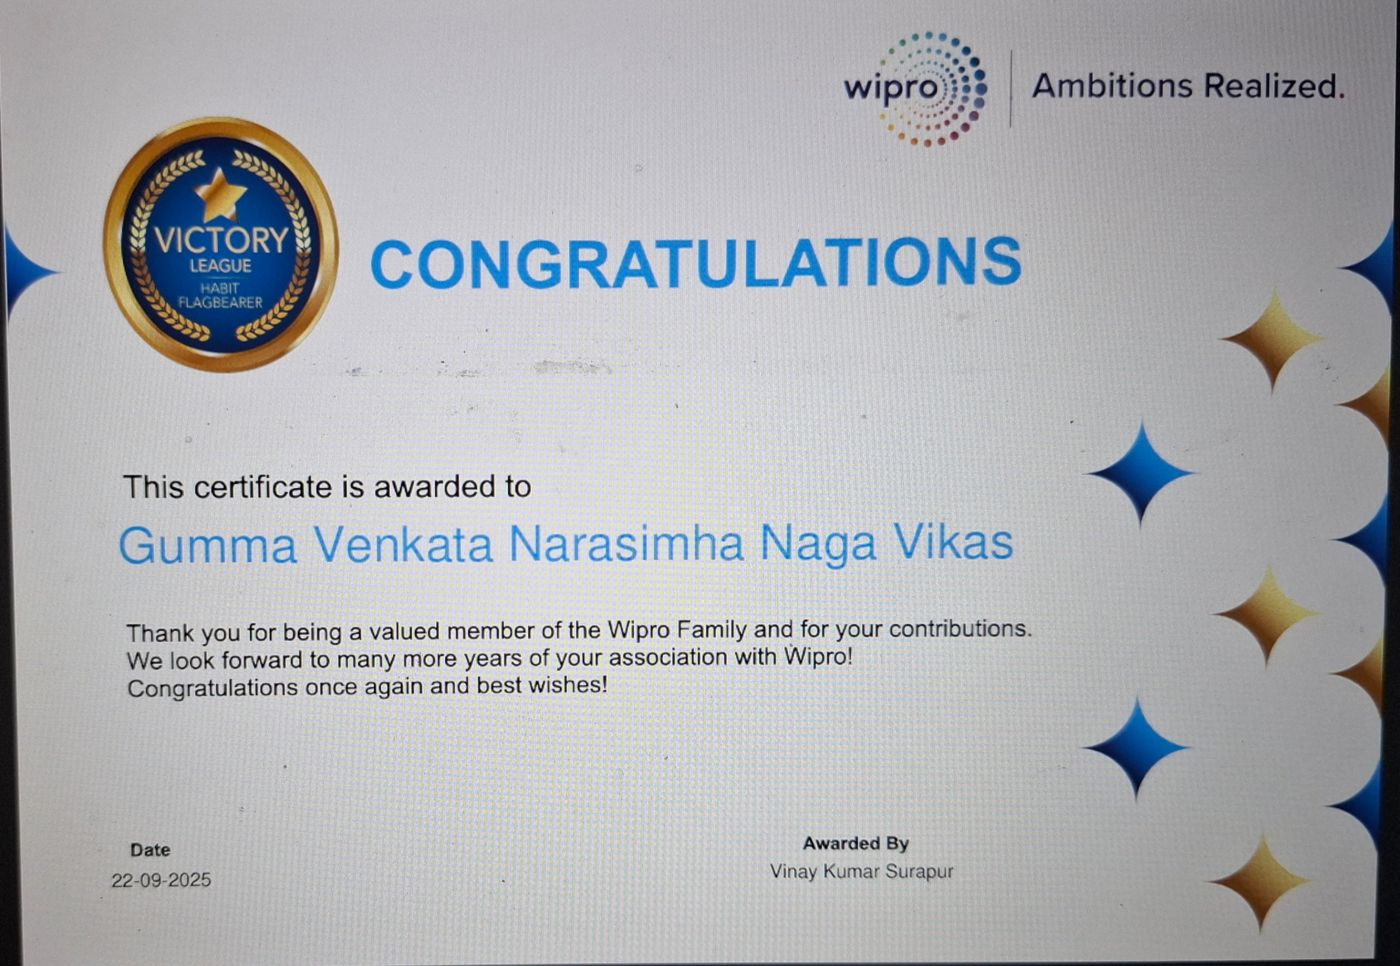 wipro
Ambitions Realized.
VICTORY
LEAGUE
HABIT
FLAGBEARER
CONGRATULATIONS
This certificate is awarded to
Gumma Venkata Narasimha Naga Vikas
Thank you for being a valued member of the Wipro Family and for your contributions.
We look forward to many more years of your association with Wipro!
Congratulations once again and best wishes!
Date
22-09-2025
Awarded By
Vinay Kumar Surapur